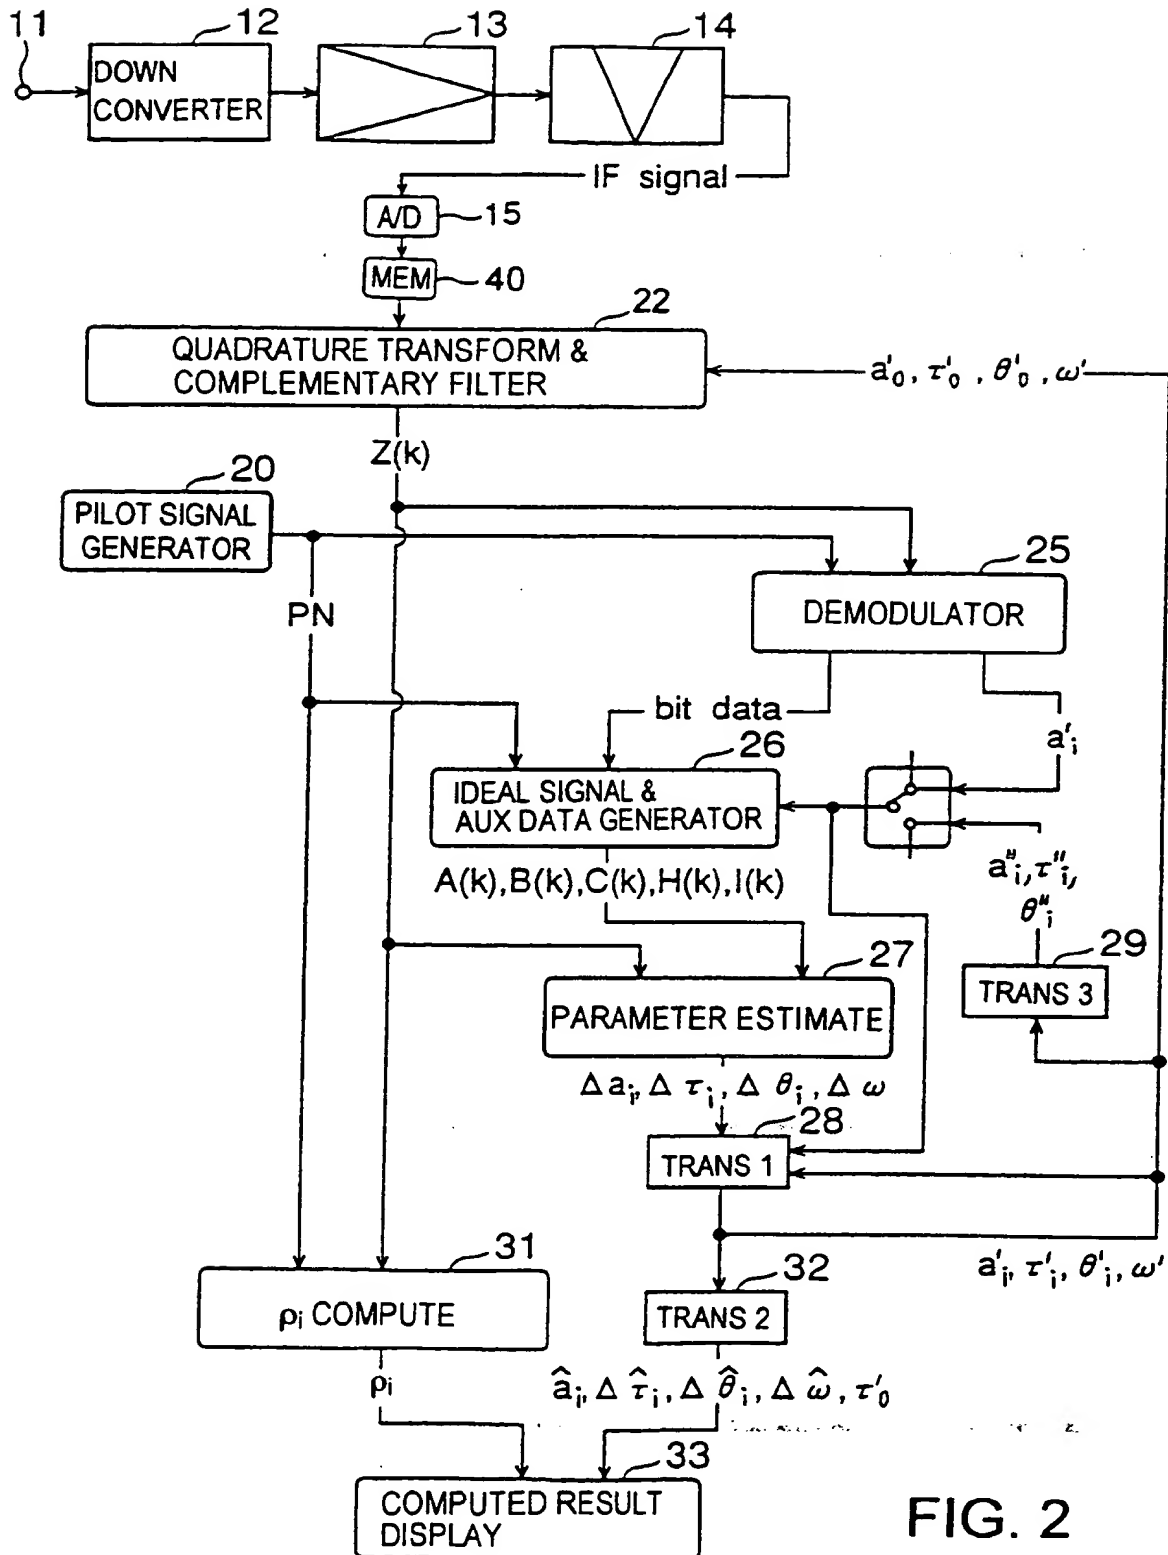 11
12
13
14
DOWN
CONVERTER
IF signal
A/D
15
MEM
40
22
QUADRATURE TRANSFORM &
COMPLEMENTARY FILTER
a'₀, τ'₀, θ'₀, ω'
Z(k)
20
PILOT SIGNAL
GENERATOR
25
DEMODULATOR
PN
bit data
a'ᵢ
26
IDEAL SIGNAL &
AUX DATA GENERATOR
A(k),B(k),C(k),H(k),I(k)
a"ᵢ, τ"ᵢ,
θ"ᵢ
27
29
PARAMETER ESTIMATE
TRANS 3
Δaᵢ, Δτᵢ, Δθᵢ, Δω
28
TRANS 1
31
a'ᵢ, τ'ᵢ, θ'ᵢ, ω'
32
ρᵢ COMPUTE
TRANS 2
ρᵢ
âᵢ, Δτ̂ᵢ, Δθ̂ᵢ, Δω̂, τ'₀
33
COMPUTED RESULT
DISPLAY
FIG. 2